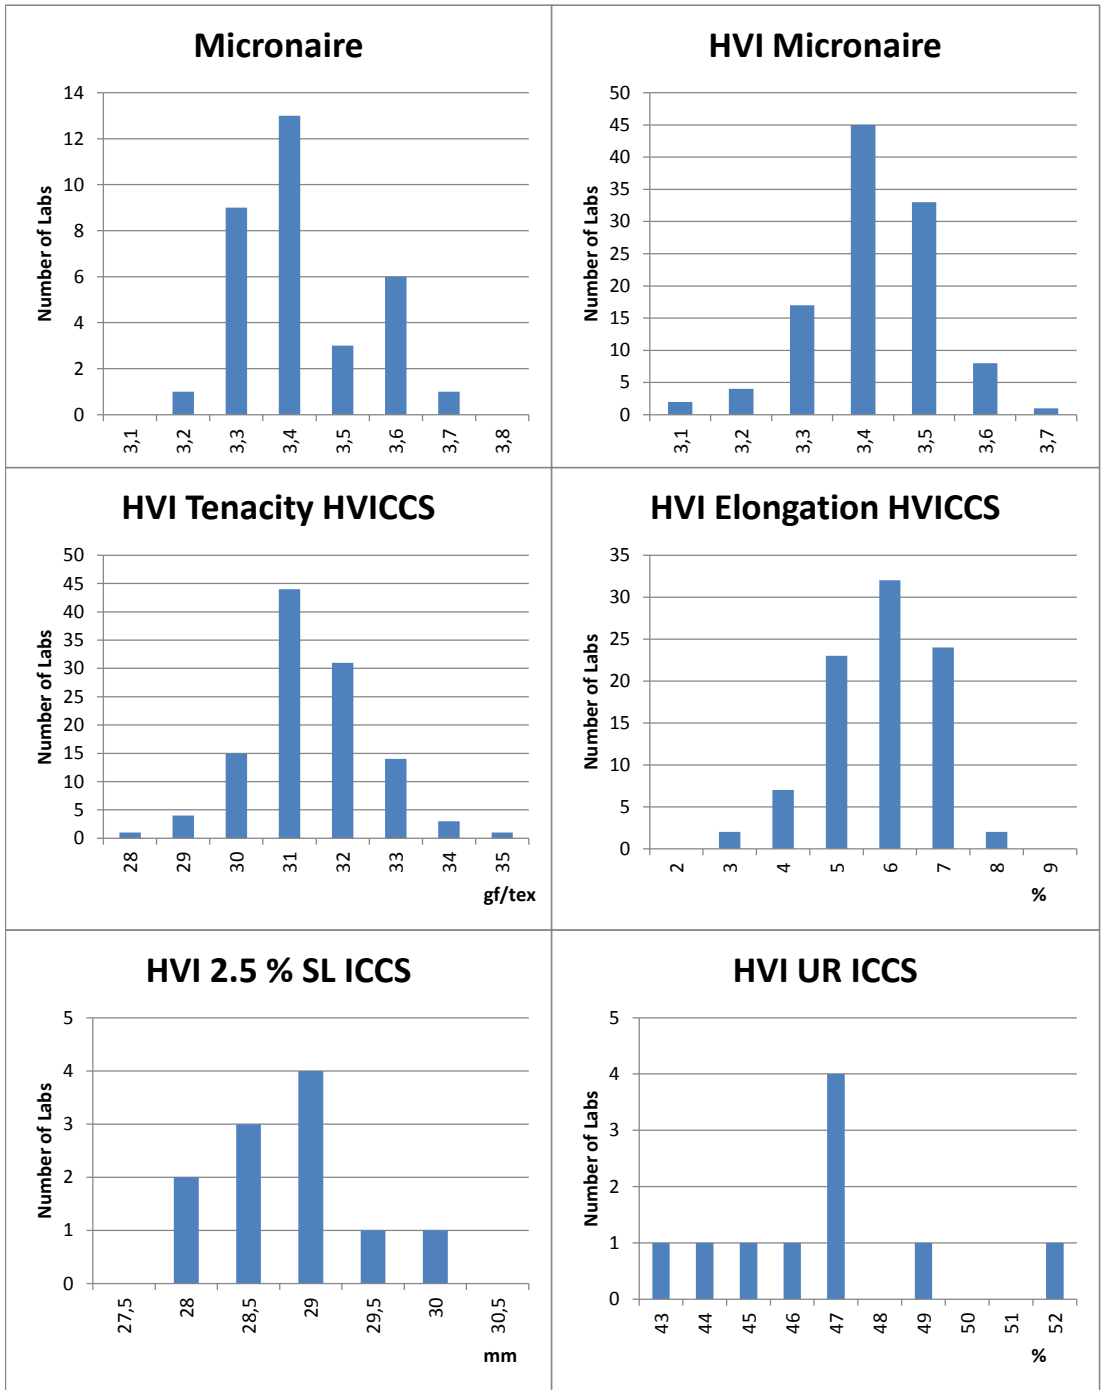 Micronaire
14
12
10
8
6
4
2
0
Number of Labs
3,1 3,2 3,3 3,4 3,5 3,6 3,7 3,8
HVI Micronaire
50
45
40
35
30
25
20
15
10
5
0
Number of Labs
3,1 3,2 3,3 3,4 3,5 3,6 3,7
HVI Tenacity HVICCS
50
45
40
35
30
25
20
15
10
5
0
Number of Labs
28 29 30 31 32 33 34 35
gf/tex
HVI Elongation HVICCS
35
30
25
20
15
10
5
0
Number of Labs
2 3 4 5 6 7 8 9
%
HVI 2.5 % SL ICCS
5
4
3
2
1
0
Number of Labs
27,5 28 28,5 29 29,5 30 30,5
mm
HVI UR ICCS
5
4
3
2
1
0
Number of Labs
43 44 45 46 47 48 49 50 51 52
%